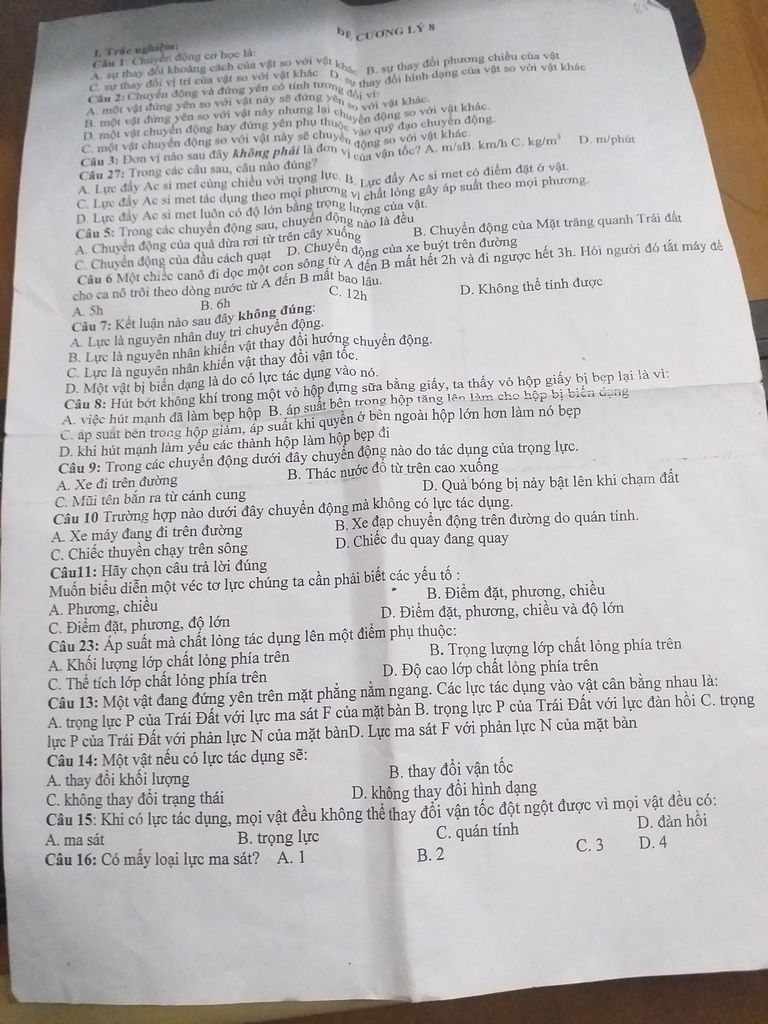 ĐỀ CƯƠNG LÝ 8
I. Trắc nghiệm:
Câu 1: Chuyển động cơ học là:
A. sự thay đổi khoảng cách của vật so với vật khác B. sự thay đổi phương chiều của vật
C. sự thay đổi vị trí của vật so với vật khác D. sự thay đổi hình dạng của vật so với vật khác
Câu 2: Chuyển động và đứng yên có tính tương đối vì:
A. một vật đứng yên so với vật này sẽ đứng yên so với vật khác.
B. một vật đứng yên so với vật này nhưng lại chuyển động so với vật khác.
D. một vật chuyển động hay đứng yên phụ thuộc vào quỹ đạo chuyển động.
C. một vật chuyển động so với vật này sẽ chuyển động so với vật khác.
Câu 3: Đơn vị nào sau đây không phải là đơn vị của vận tốc? A. m/sB. km/h C. kg/m³ D. m/phút
Câu 27: Trong các câu sau, câu nào đúng?
A. Lực đẩy Ac si met cùng chiều với trọng lực. B. Lực đẩy Ac si met có điểm đặt ở vật.
C. Lực đẩy Ac si met tác dụng theo mọi phương vị chất lỏng gây áp suất theo mọi phương.
D. Lực đẩy Ac si met luôn có độ lớn bằng trọng lượng của vật.
Câu 5: Trong các chuyển động sau, chuyển động nào là đều
A. Chuyển động của quả dừa rơi từ trên cây xuống B. Chuyển động của Mặt trăng quanh Trái đất
C. Chuyển động của đầu cách quạt D. Chuyển động của xe buýt trên đường
Câu 6 Một chiếc canô đi dọc một con sông từ A đến B mất hết 2h và đi ngược hết 3h. Hỏi người đó tắt máy để
cho ca nô trôi theo dòng nước từ A đến B mất bao lâu.
A. 5h B. 6h C. 12h D. Không thể tính được
Câu 7: Kết luận nào sau đây không đúng:
A. Lực là nguyên nhân duy trì chuyển động.
B. Lực là nguyên nhân khiến vật thay đổi hướng chuyển động.
C. Lực là nguyên nhân khiến vật thay đổi vận tốc.
D. Một vật bị biến dạng là do có lực tác dụng vào nó.
Câu 8: Hút bớt không khí trong một vỏ hộp đựng sữa bằng giấy, ta thấy vỏ hộp giấy bị bẹp lại là vì:
A. việc hút mạnh đã làm bẹp hộp B. áp suất bên trong hộp tăng lên làm cho hộp bị biến dạng
C. áp suất bên trong hộp giảm, áp suất khí quyển ở bên ngoài hộp lớn hơn làm nó bẹp
D. khi hút mạnh làm yếu các thành hộp làm hộp bẹp đi
Câu 9: Trong các chuyển động dưới đây chuyển động nào do tác dụng của trọng lực.
A. Xe đi trên đường B. Thác nước đổ từ trên cao xuống
C. Mũi tên bắn ra từ cánh cung D. Quả bóng bị nảy bật lên khi chạm đất
Câu 10 Trường hợp nào dưới đây chuyển động mà không có lực tác dụng.
A. Xe máy đang đi trên đường B. Xe đạp chuyển động trên đường do quán tính.
C. Chiếc thuyền chạy trên sông D. Chiếc đu quay đang quay
Câu11: Hãy chọn câu trả lời đúng
Muốn biểu diễn một véc tơ lực chúng ta cần phải biết các yếu tố :
A. Phương, chiều B. Điểm đặt, phương, chiều
C. Điểm đặt, phương, độ lớn D. Điểm đặt, phương, chiều và độ lớn
Câu 23: Áp suất mà chất lỏng tác dụng lên một điểm phụ thuộc:
A. Khối lượng lớp chất lỏng phía trên B. Trọng lượng lớp chất lỏng phía trên
C. Thể tích lớp chất lỏng phía trên D. Độ cao lớp chất lỏng phía trên
Câu 13: Một vật đang đứng yên trên mặt phẳng nằm ngang. Các lực tác dụng vào vật cân bằng nhau là:
A. trọng lực P của Trái Đất với lực ma sát F của mặt bàn B. trọng lực P của Trái Đất với lực đàn hồi C. trọng
lực P của Trái Đất với phản lực N của mặt bànD. Lực ma sát F với phản lực N của mặt bàn
Câu 14: Một vật nếu có lực tác dụng sẽ:
A. thay đổi khối lượng B. thay đổi vận tốc
C. không thay đổi trạng thái D. không thay đổi hình dạng
Câu 15: Khi có lực tác dụng, mọi vật đều không thể thay đổi vận tốc đột ngột được vì mọi vật đều có:
A. ma sát B. trọng lực C. quán tính D. đàn hồi
Câu 16: Có mấy loại lực ma sát? A. 1 B. 2 C. 3 D. 4